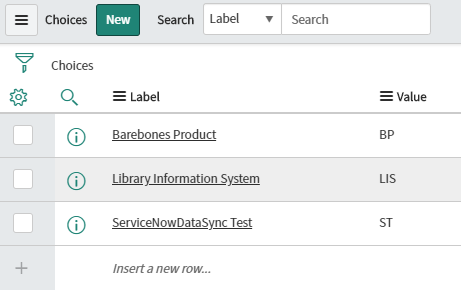 Choices New Search Label Search
Choices
Label Value
Barebones Product BP
Library Information System LIS
ServiceNowDataSync Test ST
Insert a new row...